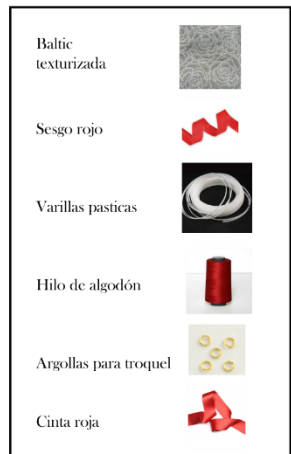 Baltic
texturizada
Sesgo rojo
Varillas pasticas
Hilo de algodón
Argollas para troquel
Cinta roja